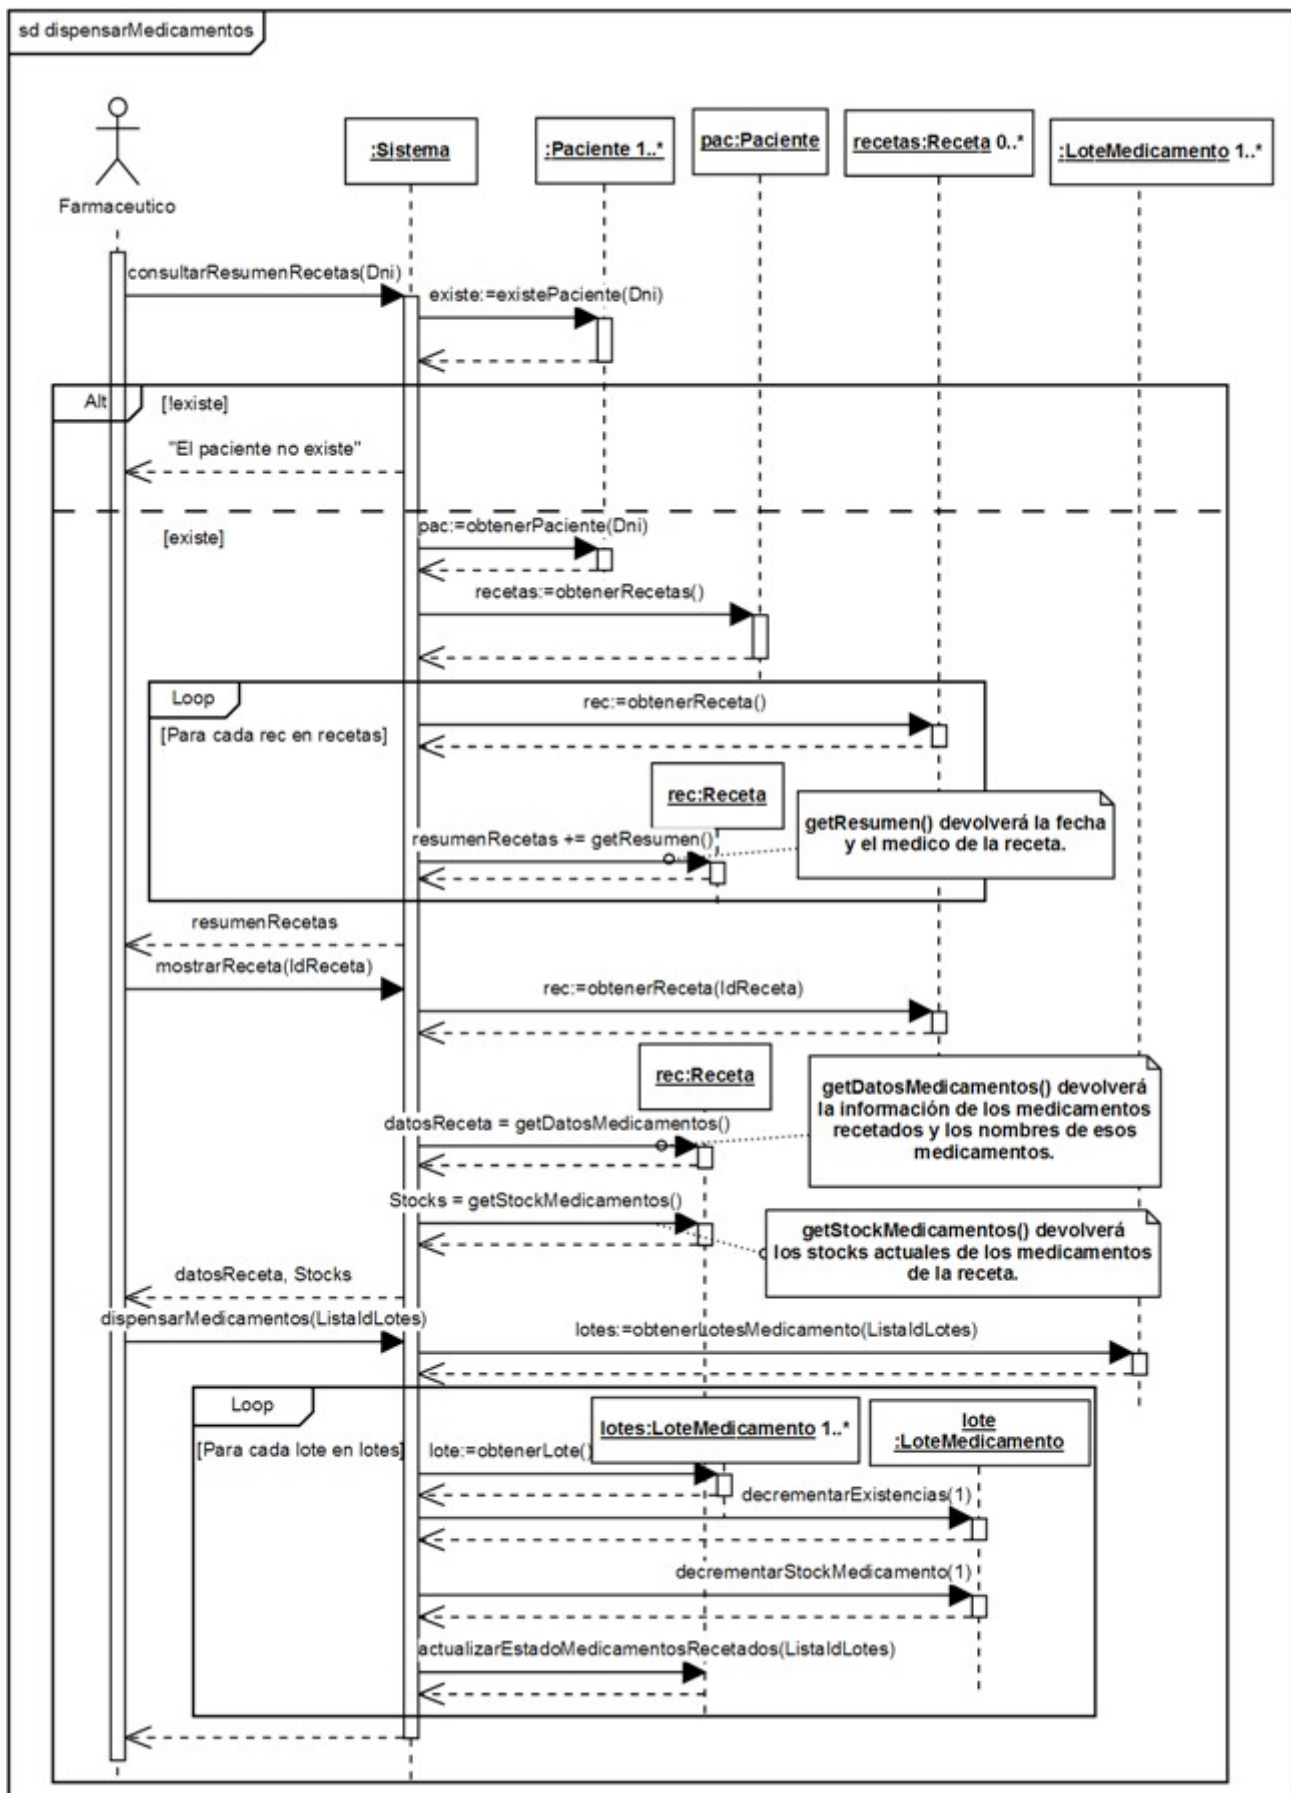 sd dispensarMedicamentos
Farmaceutico
:Sistema
:Paciente 1..*
pac:Paciente
recetas:Receta 0..*
:LoteMedicamento 1..*
consultarResumenRecetas(Dni)
existe:=existePaciente(Dni)
Alt
[!existe]
"El paciente no existe"
[existe]
pac:=obtenerPaciente(Dni)
recetas:=obtenerRecetas()
Loop
rec:=obtenerReceta()
[Para cada rec en recetas]
rec:Receta
getResumen() devolverá la fecha
y el medico de la receta.
resumenRecetas += getResumen()
resumenRecetas
mostrarReceta(IdReceta)
rec:=obtenerReceta(IdReceta)
rec:Receta
getDatosMedicamentos() devolverá
la información de los medicamentos
recetados y los nombres de esos
medicamentos.
datosReceta = getDatosMedicamentos()
Stocks = getStockMedicamentos()
getStockMedicamentos() devolverá
los stocks actuales de los medicamentos
de la receta.
datosReceta, Stocks
dispensarMedicamentos(ListaIdLotes)
lotes:=obtenerLotesMedicamento(ListaIdLotes)
Loop
[Para cada lote en lotes]
lotes:LoteMedicamento 1..*
lote
:LoteMedicamento
lote:=obtenerLote()
decrementarExistencias(1)
decrementarStockMedicamento(1)
actualizarEstadoMedicamentosRecetados(ListaIdLotes)